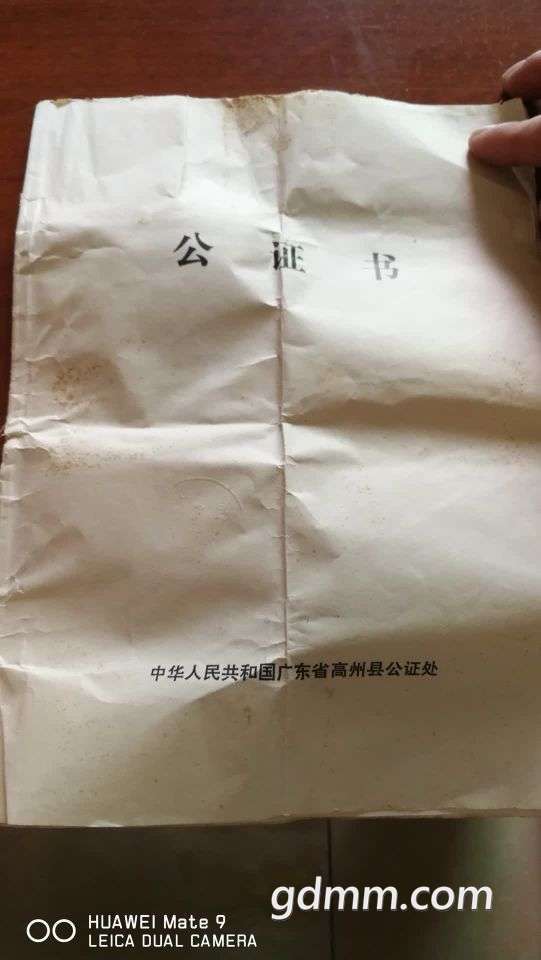 公证书
中华人民共和国广东省高州县公证处
gdmm.com
HUAWEI Mate 9
LEICA DUAL CAMERA